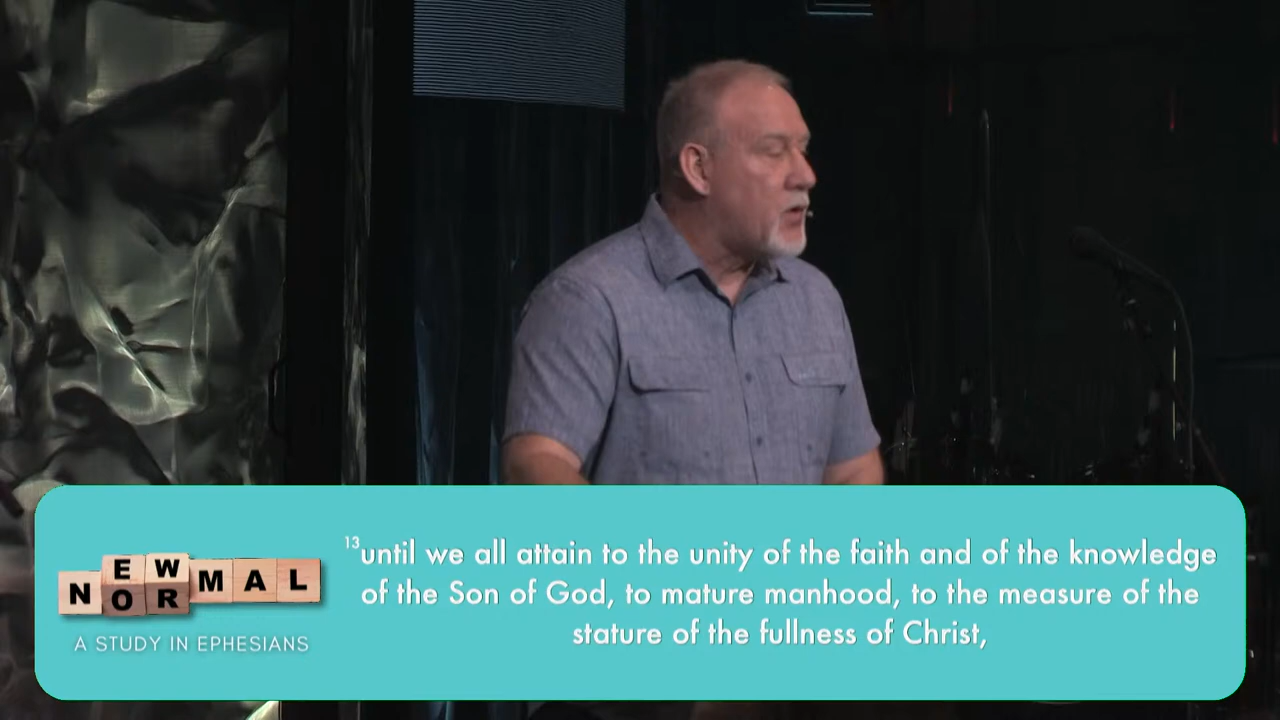 NEW NORMAL
A STUDY IN EPHESIANS
13until we all attain to the unity of the faith and of the knowledge
of the Son of God, to mature manhood, to the measure of the
stature of the fullness of Christ,